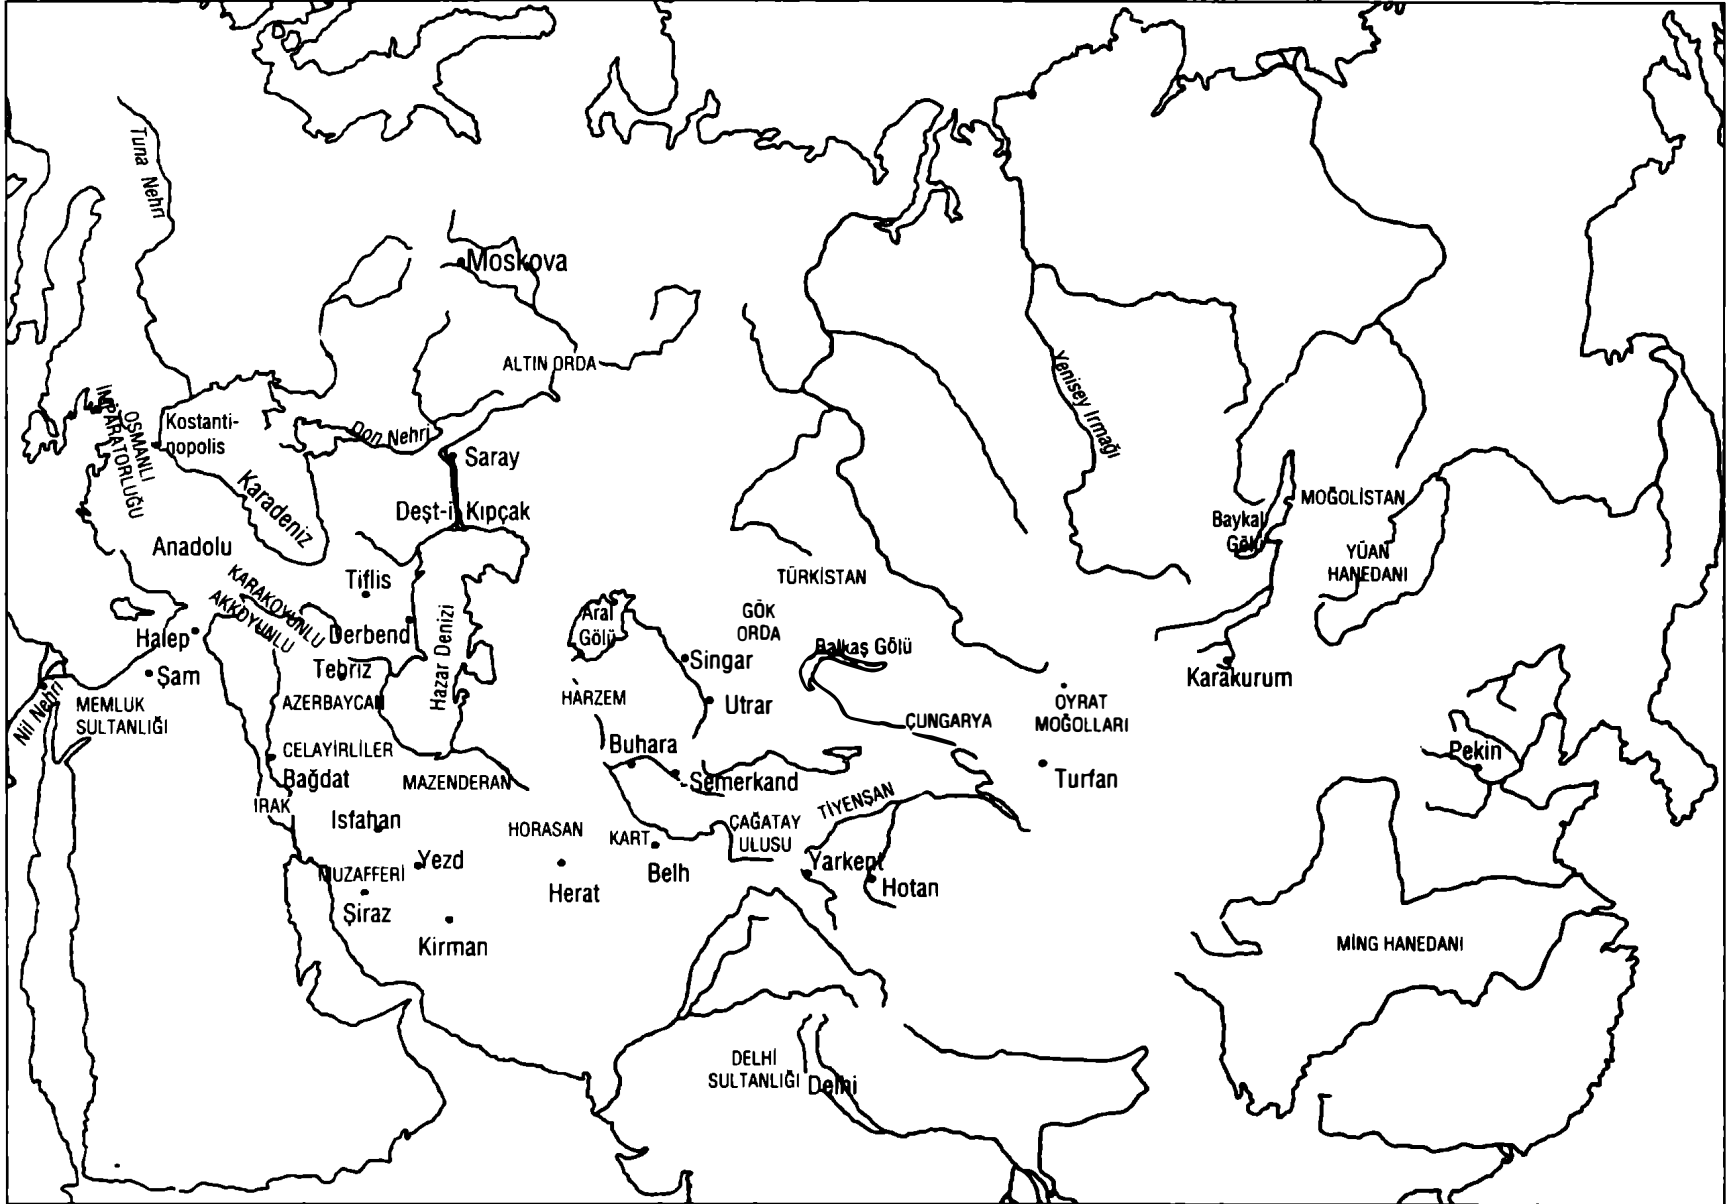 Tuna Nehri
Moskova
ALTIN ORDA
Yenisey Irmağı
OSMANLI
İMPARATORLUĞU
Kostanti-
nopolis
Don Nehri
Saray
Karadeniz
Deşt-i Kıpçak
MOĞOLİSTAN
Baykal
Gölü
Anadolu
YÜAN
HANEDANI
Tiflis
TÜRKİSTAN
KARAKOYUNLU
AKKOYUNLU
Aral
Gölü
GÖK
ORDA
Halep
Derbend
Hazar Denizi
Balkaş Gölü
Singar
Şam
Tebriz
Karakurum
Nil Nehri
MEMLUK
SULTANLIĞI
AZERBAYCAN
HARZEM
Utrar
OYRAT
MOĞOLLARI
ÇUNGARYA
CELAYİRLİLER
Buhara
Pekin
Bağdat
MAZENDERAN
Semerkand
Turfan
IRAK
Isfahan
HORASAN
KART
ÇAĞATAY
ULUSU
TİYENŞAN
MUZAFFERİ
Yezd
Belh
Yarkent
Herat
Hotan
Şiraz
Kirman
MİNG HANEDANI
DELHİ
SULTANLIĞI
Delhi